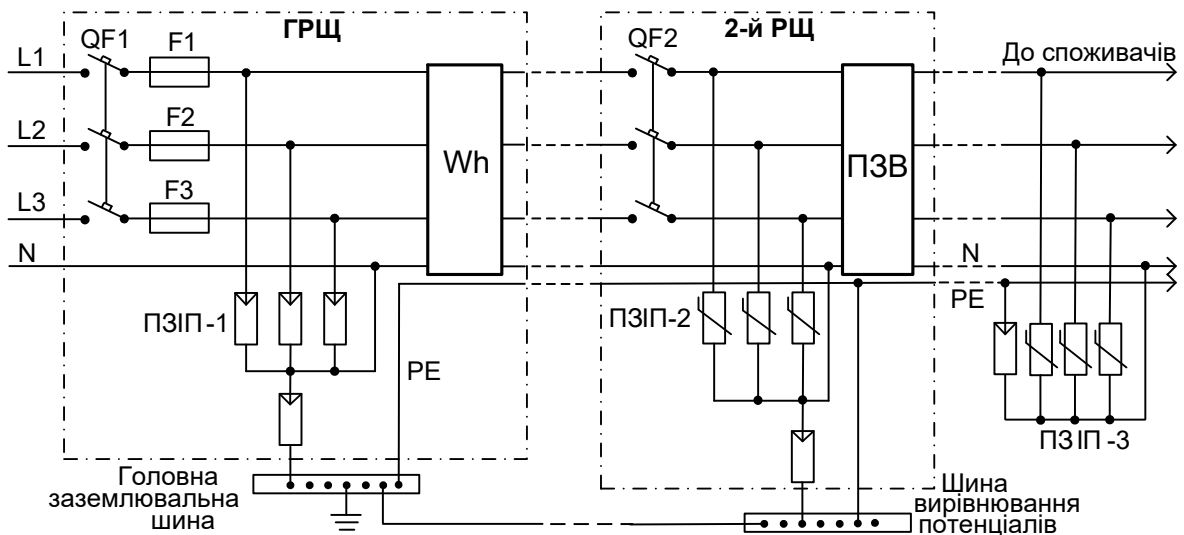 ГРЩ
2-й РЩ
QF1
F1
QF2
До споживачів
L1
L2
F2
Wh
ПЗВ
L3
F3
N
N
PE
ПЗІП-1
ПЗІП-2
PE
ПЗІП-3
Головна
заземлювальна
шина
Шина
вирівнювання
потенціалів